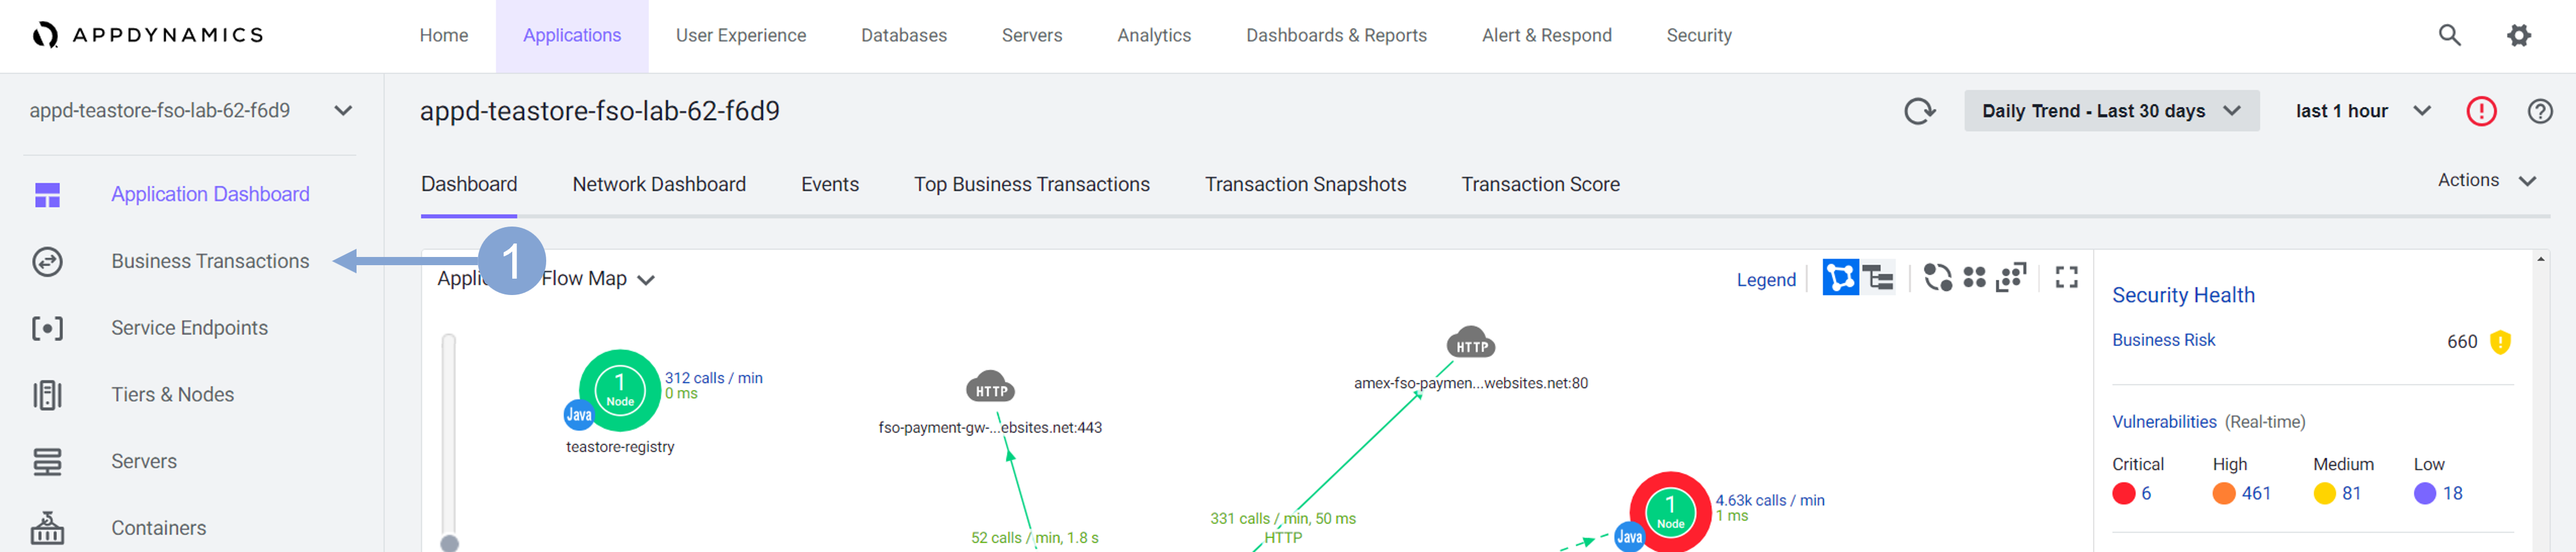 APPDYNAMICS
Home Applications User Experience Databases Servers Analytics Dashboards & Reports Alert & Respond Security
appd-teastore-fso-lab-62-f6d9
Application Dashboard
Business Transactions
Service Endpoints
Tiers & Nodes
Servers
Containers
appd-teastore-fso-lab-62-f6d9
Daily Trend - Last 30 days last 1 hour
Dashboard Network Dashboard Events Top Business Transactions Transaction Snapshots Transaction Score
Actions
1
Flow Map
Legend
1
Node
Java
312 calls / min
0 ms
teastore-registry
HTTP
fso-payment-gw-...ebsites.net:443
52 calls / min, 1.8 s
HTTP
amex-fso-paymen...websites.net:80
331 calls / min, 50 ms
HTTP
1
Node
Java
4.63k calls / min
1 ms
Security Health
Business Risk 660
Vulnerabilities (Real-time)
Critical High Medium Low
6 461 81 18